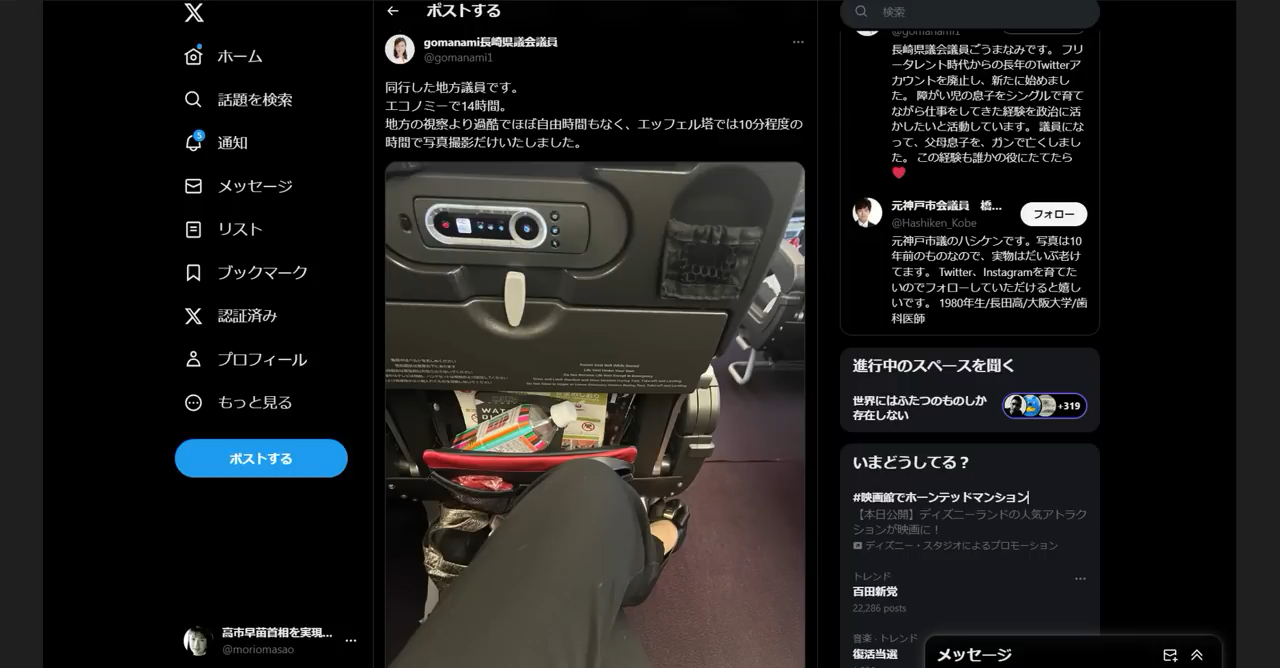 ホーム
話題を検索
5
通知
メッセージ
リスト
ブックマーク
認証済み
プロフィール
もっと見る
ポストする
高市早苗首相を実現...
@moriomasao
ポストする
gomanami長崎県議会議員
@gomanami1
同行した地方議員です。
エコノミーで14時間。
地方の視察より過酷でほぼ自由時間もなく、エッフェル塔では10分程度の
時間で写真撮影だけいたしました。
検索
@gomanami1
長崎県議会議員ごうまなみです。 フリ
ータレント時代からの長年のTwitterア
カウントを廃止し、新たに始めまし
た。 障がい児の息子をシングルで育て
ながら仕事をしてきた経験を政治に活
かしたいと活動しています。 議員にな
って、父母息子を、ガンで亡くしまし
た。 この経験も誰かの役にたてたら
元神戸市会議員 橋...
@Hashiken_Kobe
フォロー
元神戸市議のハシケンです。写真は10
年前のものなので、実物はだいぶ老け
てます。 Twitter、Instagramを育てた
いのでフォローしていただけると嬉し
いです。 1980年生/長田高/大阪大学/歯
科医師
進行中のスペースを聞く
世界にはふたつのものしか
存在しない
+319
いまどうしてる？
#映画館でホーンテッドマンション
【本日公開】ディズニーランドの人気アトラク
ションが映画に！
ディズニー・スタジオによるプロモーション
トレンド
百田新党
22,286 posts
音楽・トレンド
復活当選
メッセージ